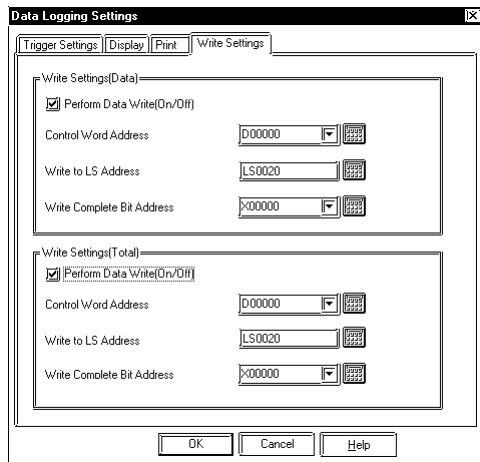 Data Logging Settings
Trigger Settings Display Print Write Settings
Write Settings(Data)
Perform Data Write(On/Off)
Control Word Address D00000
Write to LS Address LS0020
Write Complete Bit Address X00000
Write Settings(Total)
Perform Data Write(On/Off)
Control Word Address D00000
Write to LS Address LS0020
Write Complete Bit Address X00000
OK Cancel Help